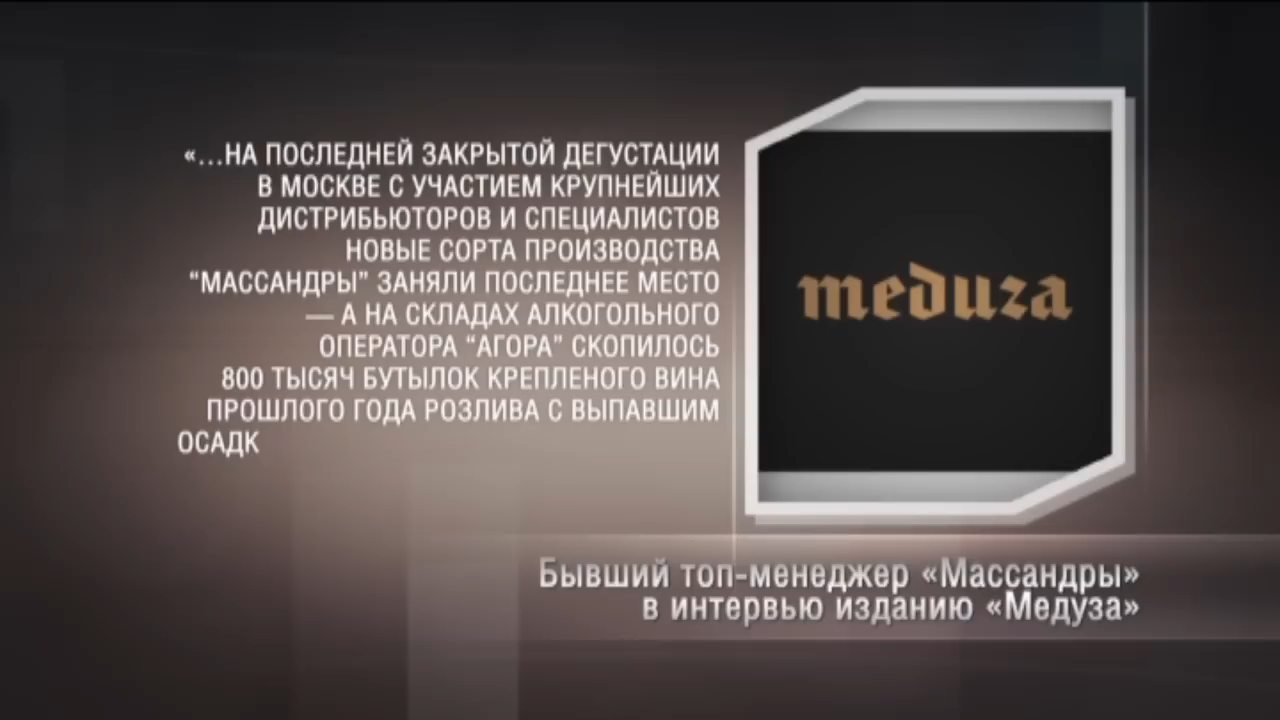 «...НА ПОСЛЕДНЕЙ ЗАКРЫТОЙ ДЕГУСТАЦИИ
В МОСКВЕ С УЧАСТИЕМ КРУПНЕЙШИХ
ДИСТРИБЬЮТОРОВ И СПЕЦИАЛИСТОВ
НОВЫЕ СОРТА ПРОИЗВОДСТВА
“МАССАНДРЫ” ЗАНЯЛИ ПОСЛЕДНЕЕ МЕСТО
— А НА СКЛАДАХ АЛКОГОЛЬНОГО
ОПЕРАТОРА “АГОРА” СКОПИЛОСЬ
800 ТЫСЯЧ БУТЫЛОК КРЕПЛЕНОГО ВИНА
ПРОШЛОГО ГОДА РОЗЛИВА С ВЫПАВШИМ
ОСАДК
meduza
Бывший топ-менеджер «Массандры»
в интервью изданию «Медуза»